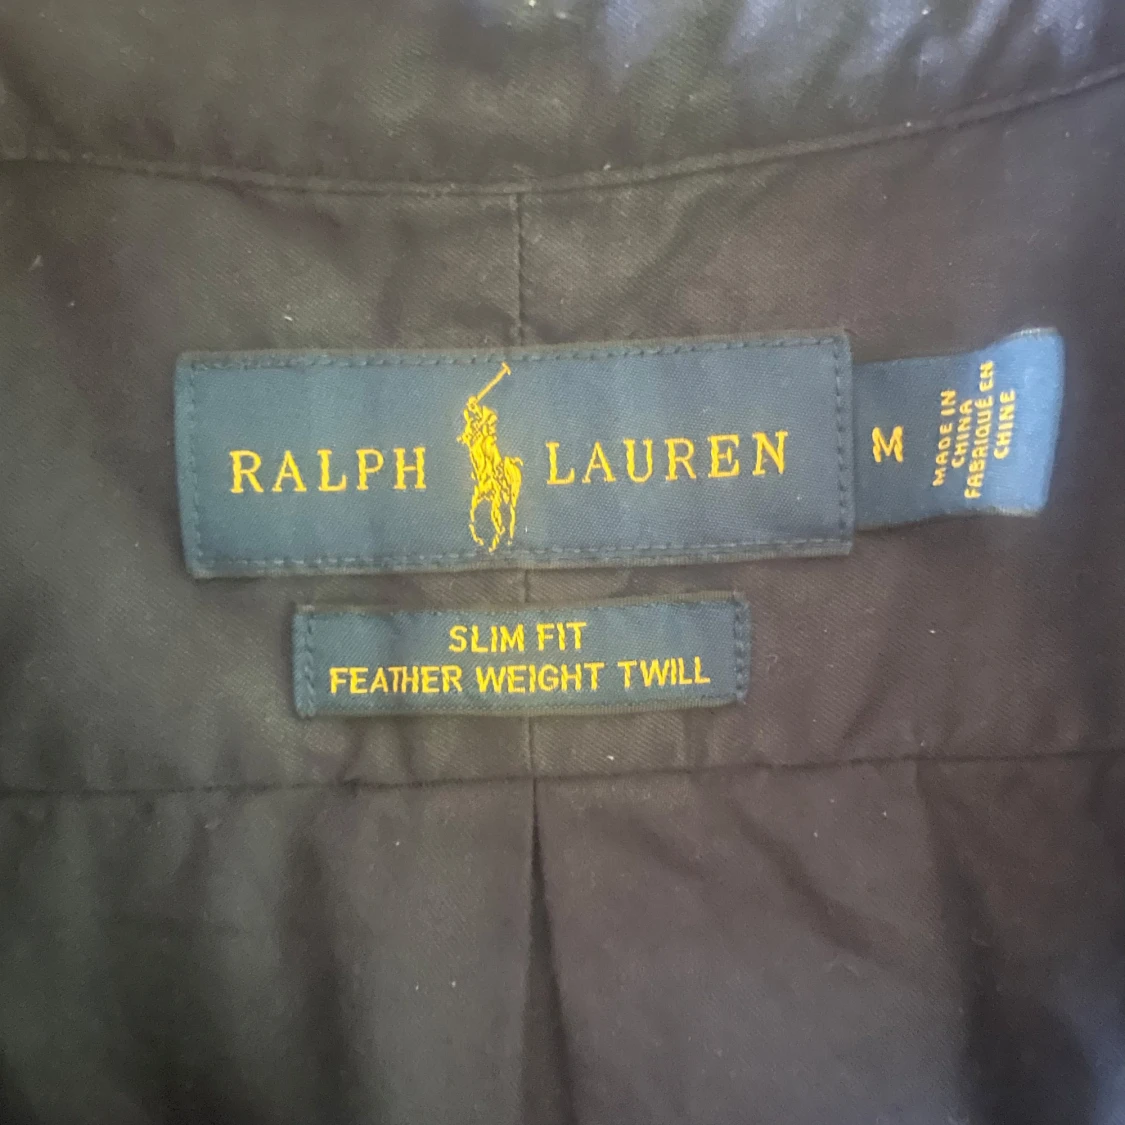 RALPH LAUREN
M
MADE IN
CHINA
FABRIQUÉ EN
CHINE
SLIM FIT
FEATHER WEIGHT TWILL